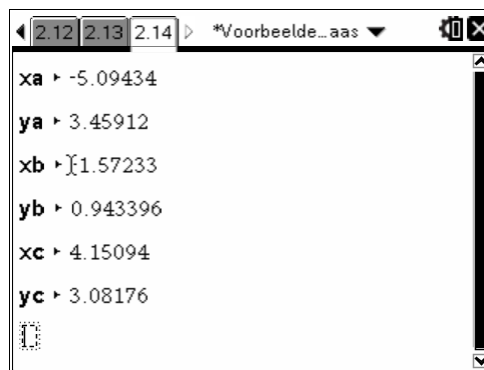 2.12 2.13 2.14 *Voorbeelde…aas
xa ▸ -5.09434
ya ▸ 3.45912
xb ▸ 1.57233
yb ▸ 0.943396
xc ▸ 4.15094
yc ▸ 3.08176